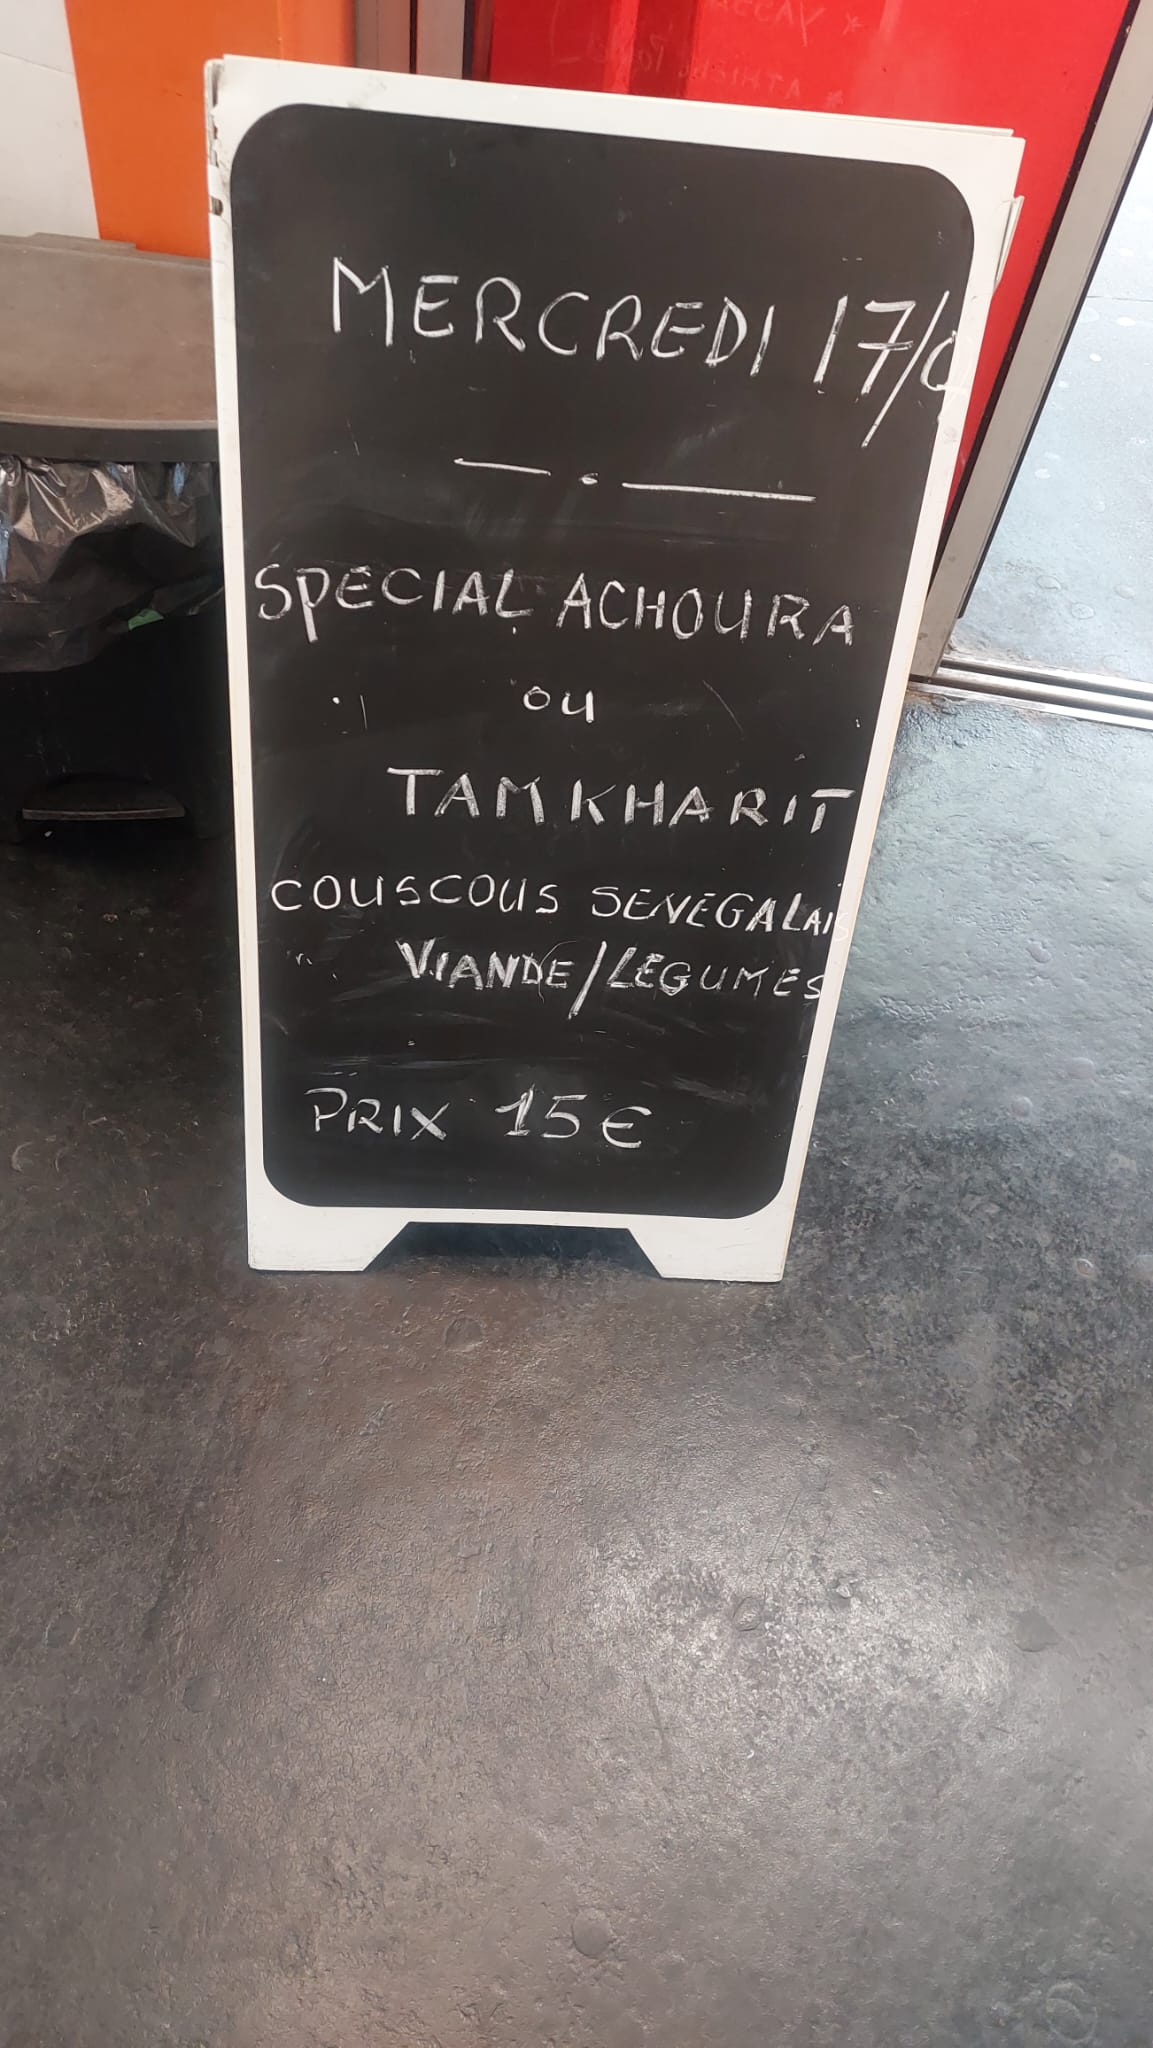 MERCREDI 17/0
SPECIAL ACHOURA
OU
TAMKHARIT
COUSCOUS SENEGALAIS
VIANDE/LEGUMES
PRIX 15€